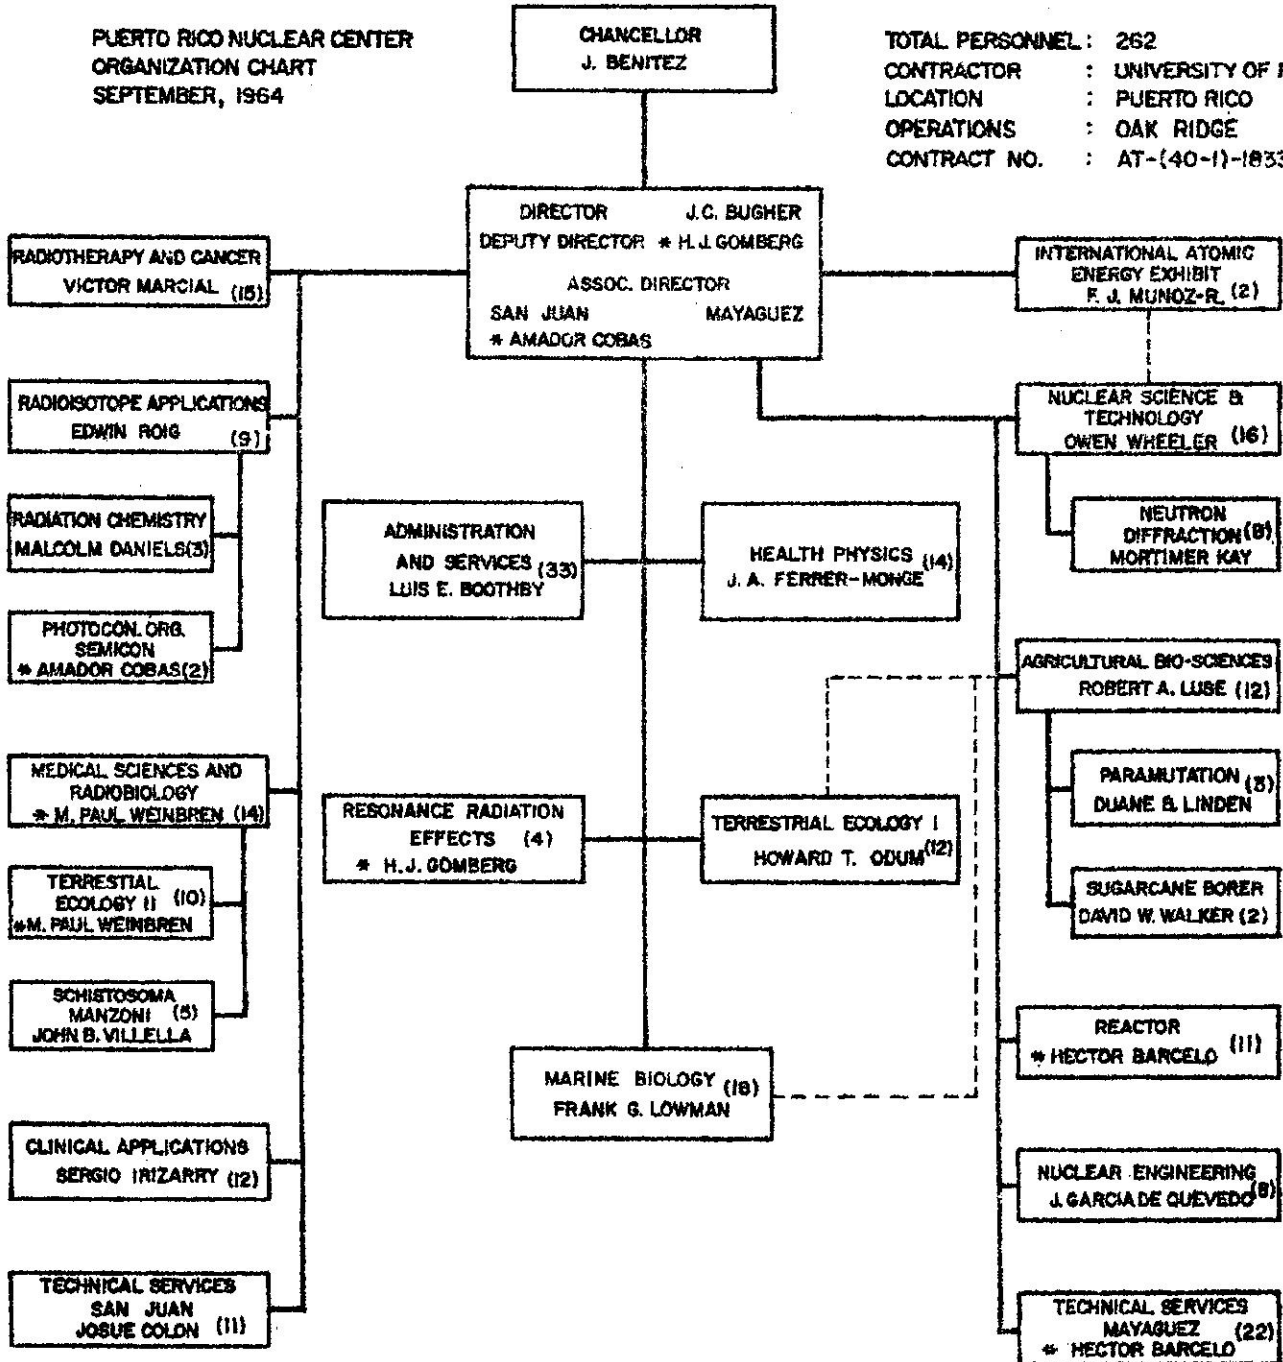 PUERTO RICO NUCLEAR CENTER
ORGANIZATION CHART
SEPTEMBER, 1964
CHANCELLOR
J. BENITEZ
TOTAL PERSONNEL : 262
CONTRACTOR : UNIVERSITY OF
LOCATION : PUERTO RICO
OPERATIONS : OAK RIDGE
CONTRACT NO. : AT-(40-1)-1833
DIRECTOR J.C. BUGHER
DEPUTY DIRECTOR * H.J. GOMBERG
ASSOC. DIRECTOR
SAN JUAN MAYAGUEZ
* AMADOR COBAS
RADIOTHERAPY AND CANCER
VICTOR MARCIAL (15)
RADIOISOTOPE APPLICATIONS
EDWIN ROIG (9)
RADIATION CHEMISTRY
MALCOLM DANIELS(3)
PHOTOCON. ORG.
SEMICON
* AMADOR COBAS(2)
MEDICAL SCIENCES AND
RADIOBIOLOGY
* M. PAUL WEINBREN (14)
TERRESTIAL
ECOLOGY II (10)
*M. PAUL WEINBREN
SCHISTOSOMA
MANZONI (5)
JOHN B. VILLELLA
CLINICAL APPLICATIONS
SERGIO IRIZARRY (12)
TECHNICAL SERVICES
SAN JUAN
JOSUE COLON (11)
ADMINISTRATION
AND SERVICES (33)
LUIS E. BOOTHBY
HEALTH PHYSICS (14)
J. A. FERRER-MONGE
RESONANCE RADIATION
EFFECTS (4)
* H.J. GOMBERG
TERRESTRIAL ECOLOGY I
HOWARD T. ODUM (12)
MARINE BIOLOGY (18)
FRANK G. LOWMAN
INTERNATIONAL ATOMIC
ENERGY EXHIBIT
F. J. MUNOZ-R. (2)
NUCLEAR SCIENCE &
TECHNOLOGY
OWEN WHEELER (16)
NEUTRON
DIFFRACTION (8)
MORTIMER KAY
AGRICULTURAL BIO-SCIENCES
ROBERT A. LUSE (12)
PARAMUTATION (3)
DUANE B. LINDEN
SUGARCANE BORER
DAVID W. WALKER (2)
REACTOR
* HECTOR BARCELO (11)
NUCLEAR ENGINEERING
J. GARCIA DE QUEVEDO (8)
TECHNICAL SERVICES
MAYAGUEZ (22)
* HECTOR BARCELO